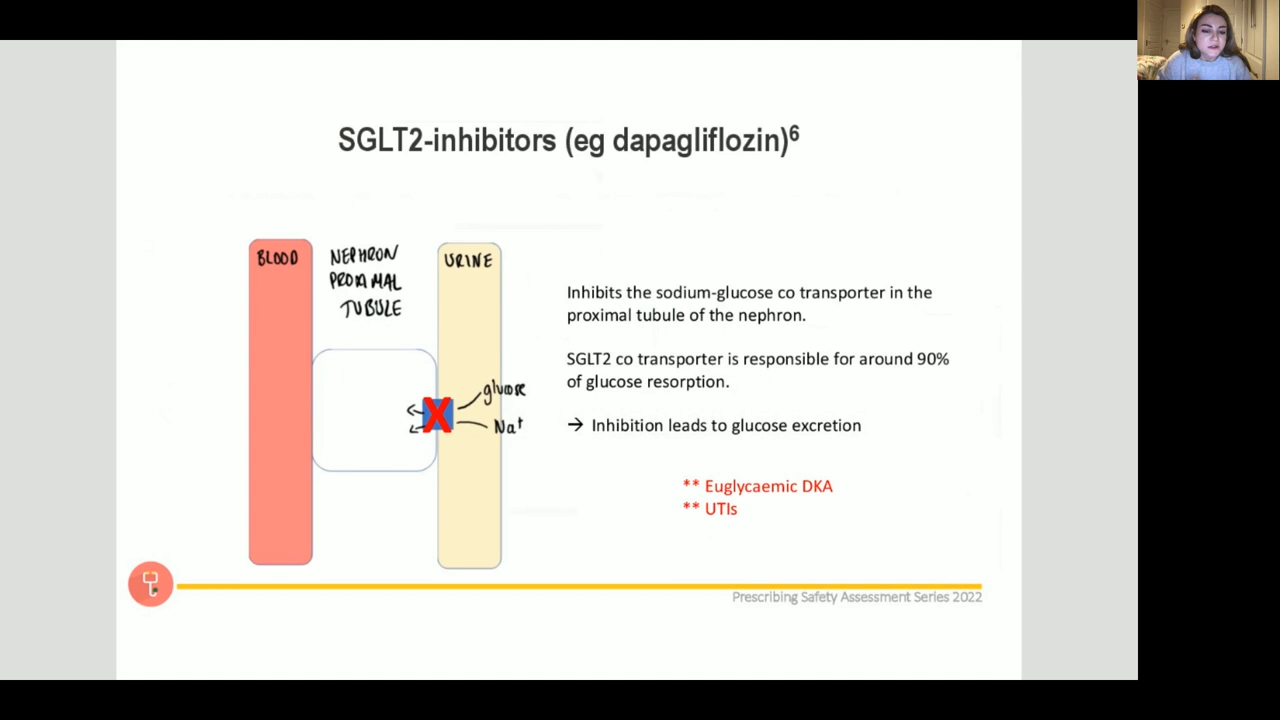 SGLT2-inhibitors (eg dapagliflozin)6
BLOOD
NEPHRON
PROXIMAL
TUBULE
URINE
glucose
Na+
X
Inhibits the sodium-glucose co transporter in the
proximal tubule of the nephron.
SGLT2 co transporter is responsible for around 90%
of glucose resorption.
→ Inhibition leads to glucose excretion
** Euglycaemic DKA
** UTIs
Prescribing Safety Assessment Series 2022